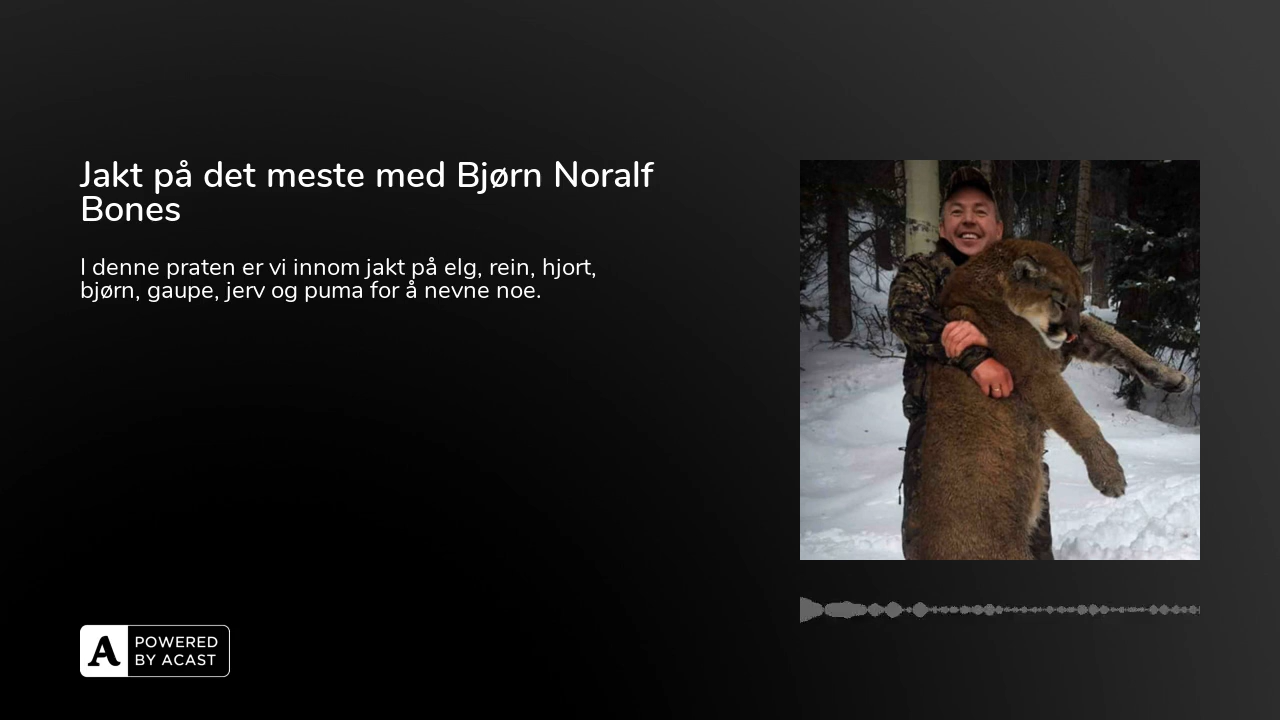 Jakt på det meste med Bjørn Noralf
Bones
I denne praten er vi innom jakt på elg, rein, hjort,
bjørn, gaupe, jerv og puma for å nevne noe.
A
POWERED
BY ACAST